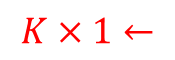 K × 1 ←